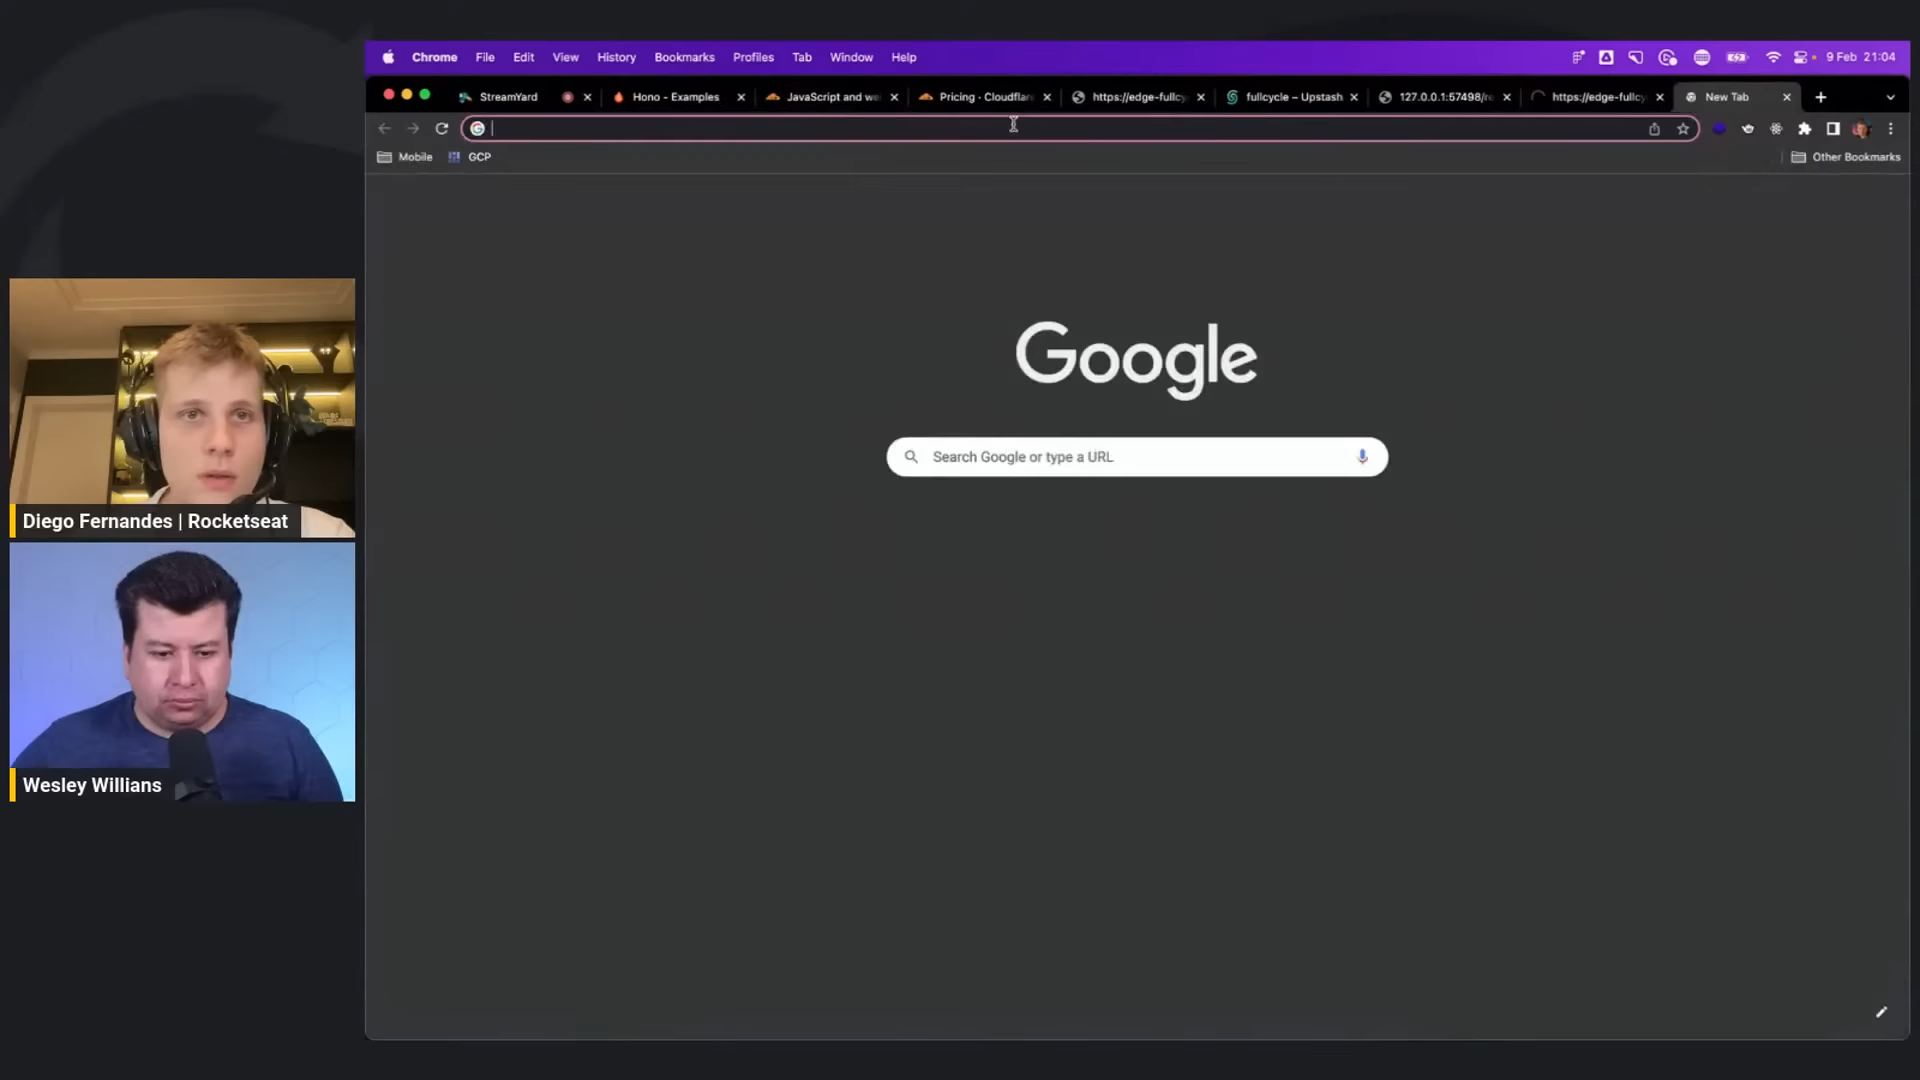 Chrome File Edit View History Bookmarks Profiles Tab Window Help 9 Feb 21:04
StreamYard Hono - Examples JavaScript and we Pricing · Cloudflar https://edge-fullcy fullcycle – Upstash 127.0.0.1:57498/re https://edge-fullcy New Tab
Mobile GCP Other Bookmarks
Google
Search Google or type a URL
Diego Fernandes | Rocketseat
Wesley Willians